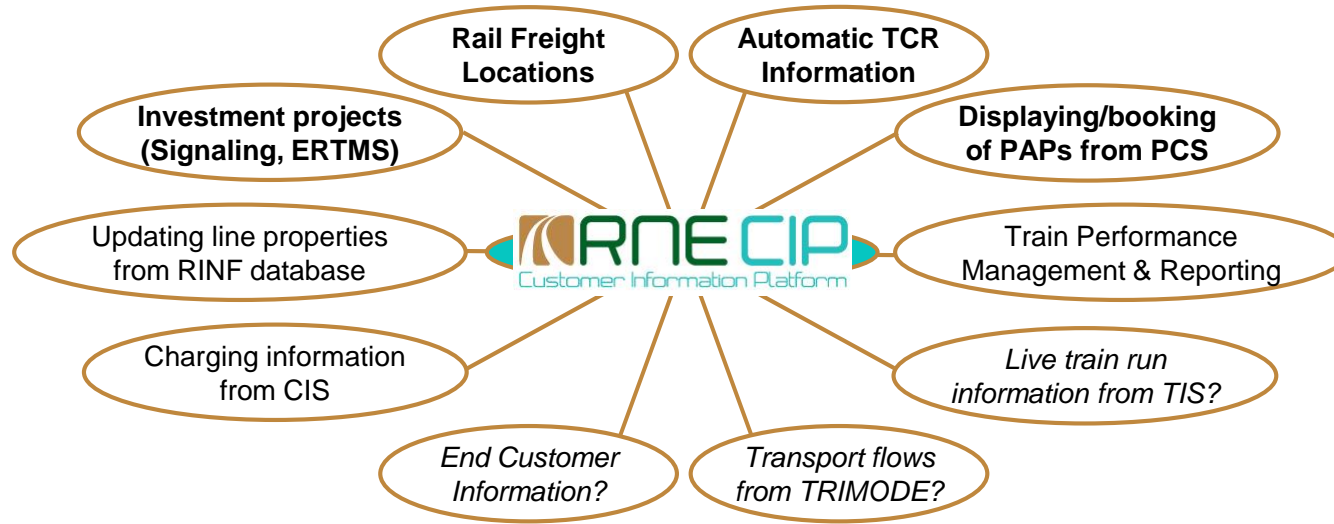 Rail Freight
Locations
Automatic TCR
Information
Investment projects
(Signaling, ERTMS)
Displaying/booking
of PAPs from PCS
RNE CIP
Customer Information Platform
Updating line properties
from RINF database
Train Performance
Management & Reporting
Charging information
from CIS
Live train run
information from TIS?
End Customer
Information?
Transport flows
from TRIMODE?